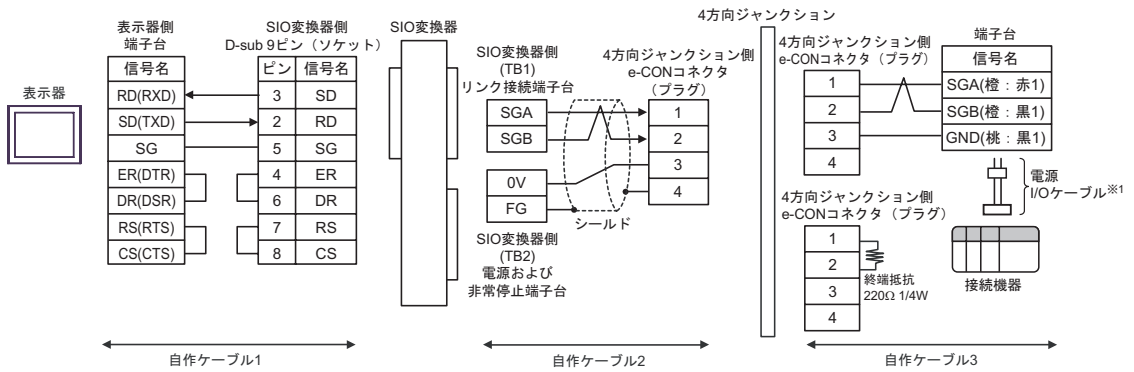 表示器
表示器側
端子台
信号名
RD(RXD)
SD(TXD)
SG
ER(DTR)
DR(DSR)
RS(RTS)
CS(CTS)
SIO変換器側
D-sub 9ピン（ソケット）
ピン 信号名
3 SD
2 RD
5 SG
4 ER
6 DR
7 RS
8 CS
自作ケーブル1
SIO変換器
SIO変換器側
(TB1)
リンク接続端子台
SGA
SGB
0V
FG
SIO変換器側
(TB2)
電源および
非常停止端子台
シールド
4方向ジャンクション側
e-CONコネクタ
（プラグ）
1
2
3
4
自作ケーブル2
4方向ジャンクション
4方向ジャンクション側
e-CONコネクタ（プラグ）
1
2
3
4
端子台
信号名
SGA(橙：赤1)
SGB(橙：黒1)
GND(桃：黒1)
電源
I/Oケーブル※1
接続機器
4方向ジャンクション側
e-CONコネクタ（プラグ）
1
2
3
4
終端抵抗
220Ω 1/4W
自作ケーブル3